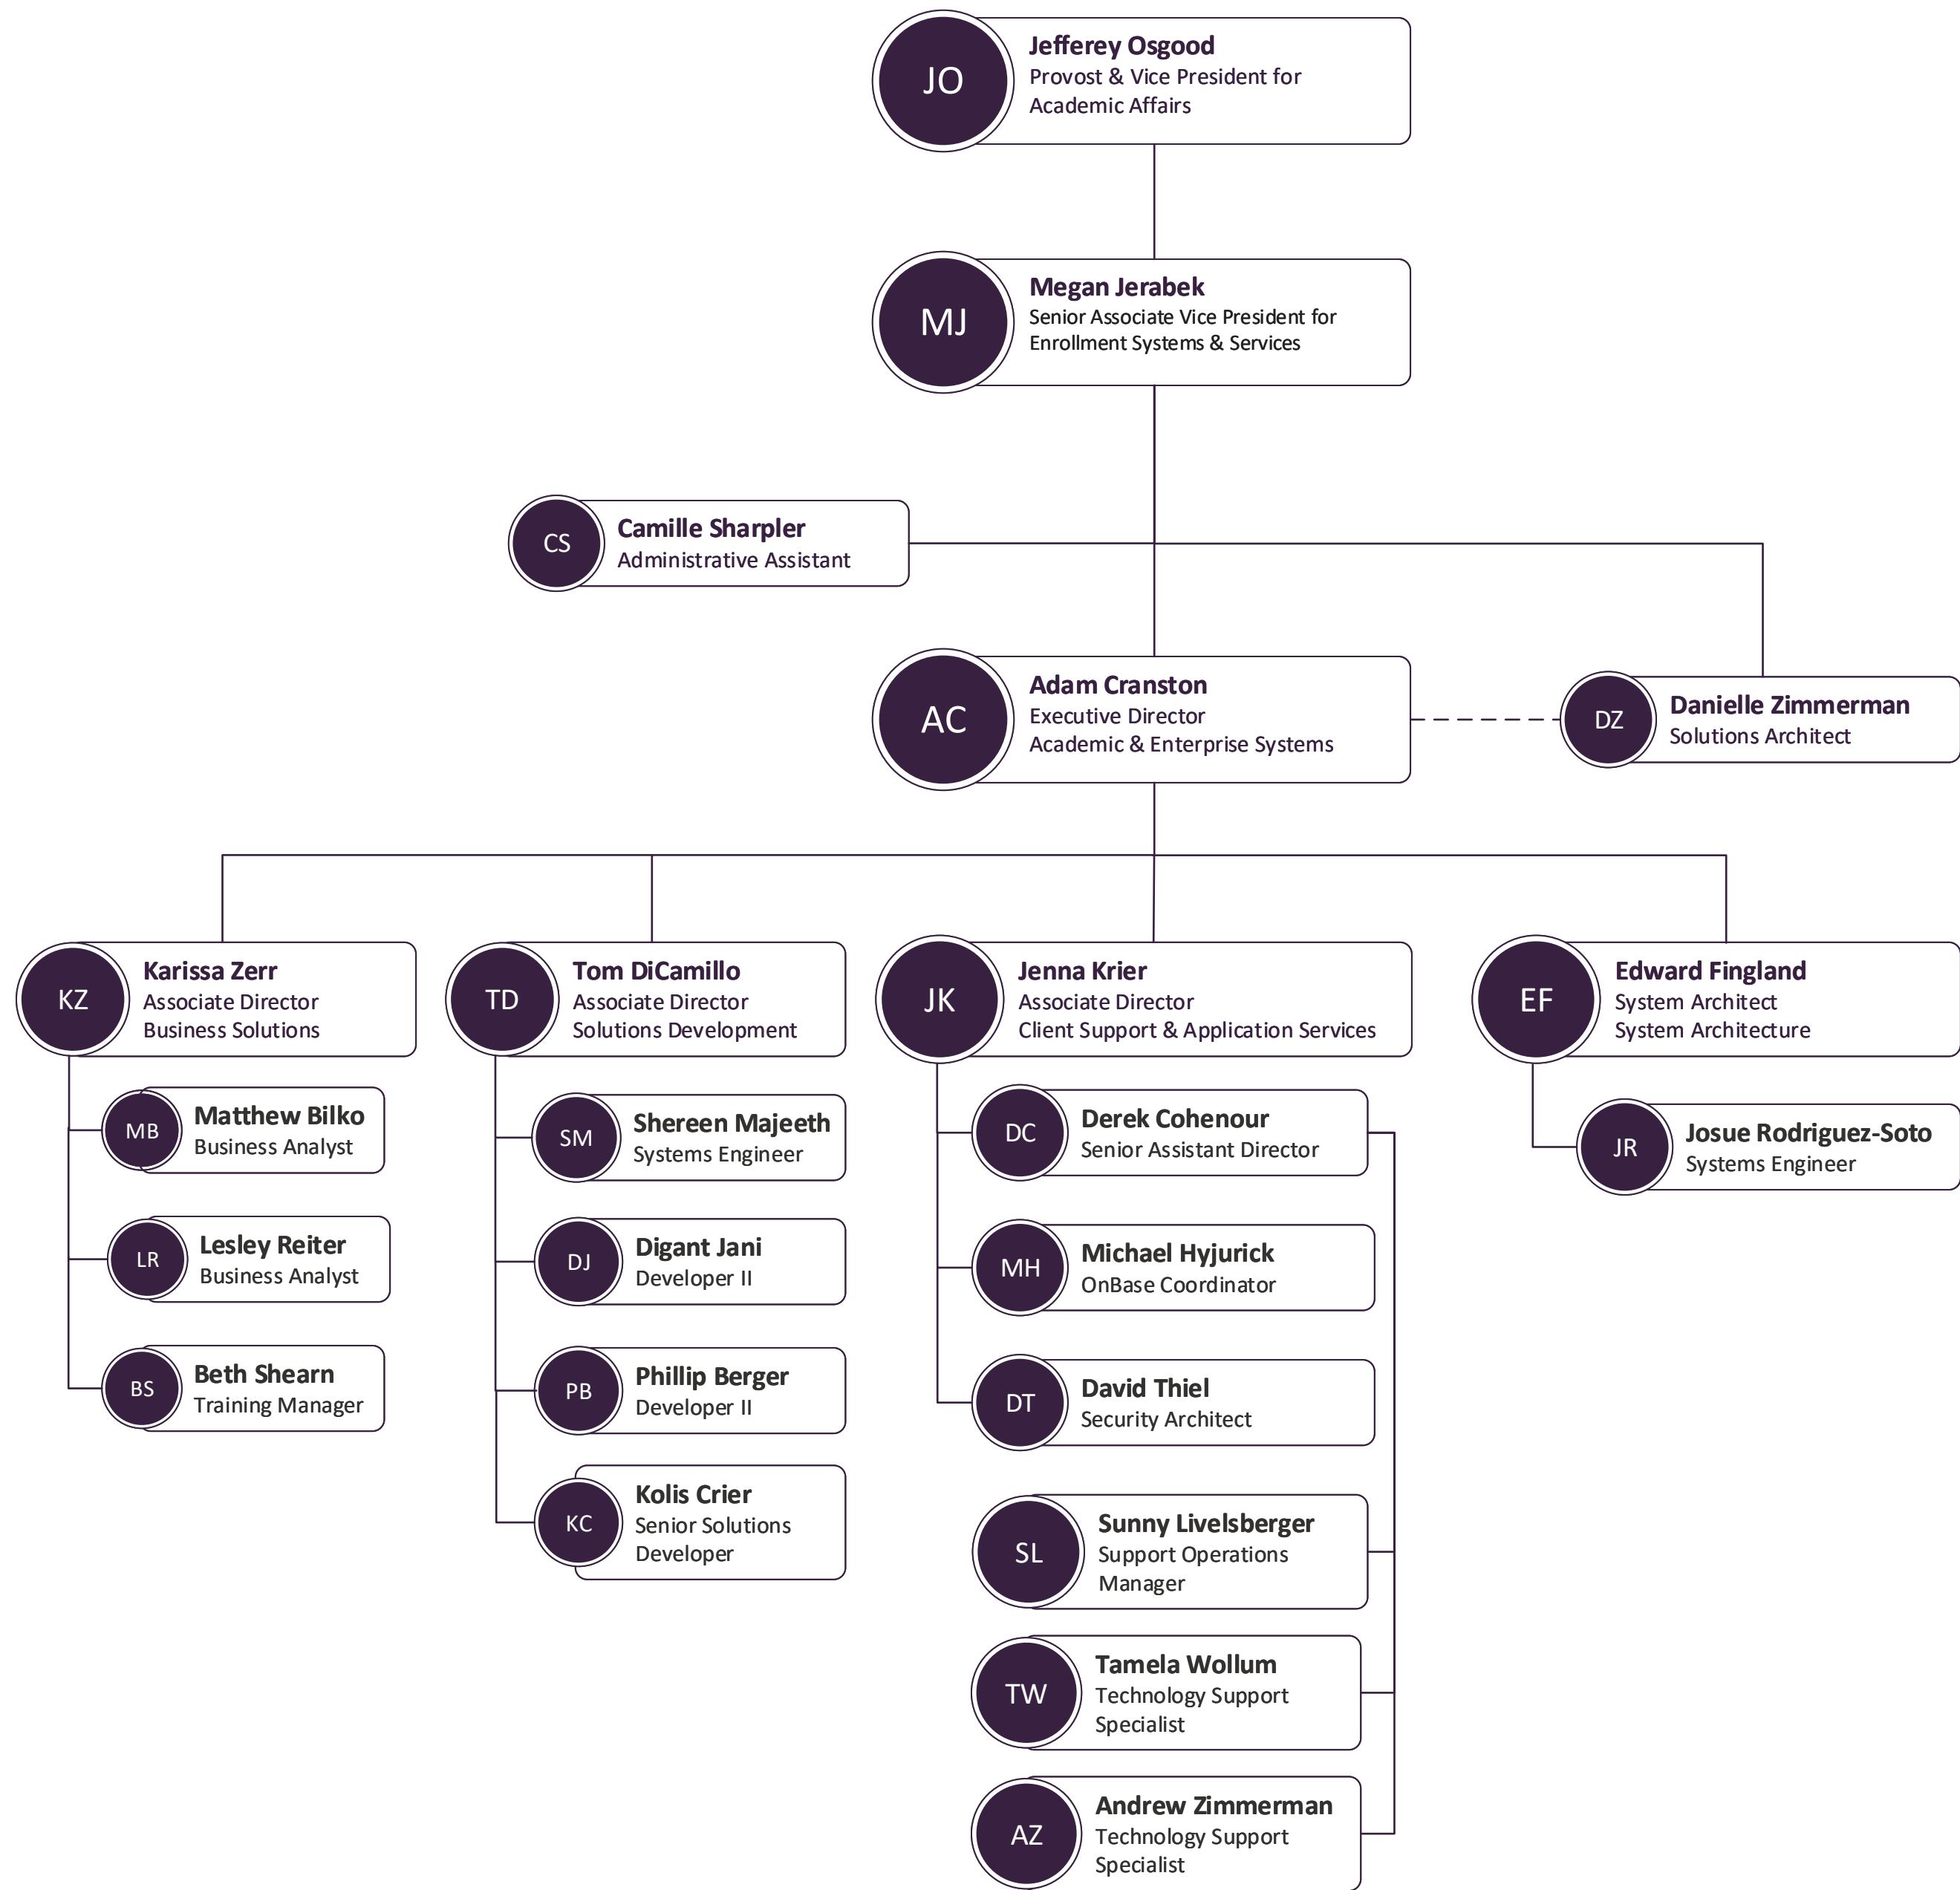 JO
Jefferey Osgood
Provost & Vice President for
Academic Affairs
MJ
Megan Jerabek
Senior Associate Vice President for
Enrollment Systems & Services
CS
Camille Sharpler
Administrative Assistant
AC
Adam Cranston
Executive Director
Academic & Enterprise Systems
DZ
Danielle Zimmerman
Solutions Architect
KZ
Karissa Zerr
Associate Director
Business Solutions
MB
Matthew Bilko
Business Analyst
LR
Lesley Reiter
Business Analyst
BS
Beth Shearn
Training Manager
TD
Tom DiCamillo
Associate Director
Solutions Development
SM
Shereen Majeeth
Systems Engineer
DJ
Digant Jani
Developer II
PB
Phillip Berger
Developer II
KC
Kolis Crier
Senior Solutions
Developer
JK
Jenna Krier
Associate Director
Client Support & Application Services
DC
Derek Cohenour
Senior Assistant Director
MH
Michael Hyjurick
OnBase Coordinator
DT
David Thiel
Security Architect
SL
Sunny Livelsberger
Support Operations
Manager
TW
Tamela Wollum
Technology Support
Specialist
AZ
Andrew Zimmerman
Technology Support
Specialist
EF
Edward Fingland
System Architect
System Architecture
JR
Josue Rodriguez-Soto
Systems Engineer